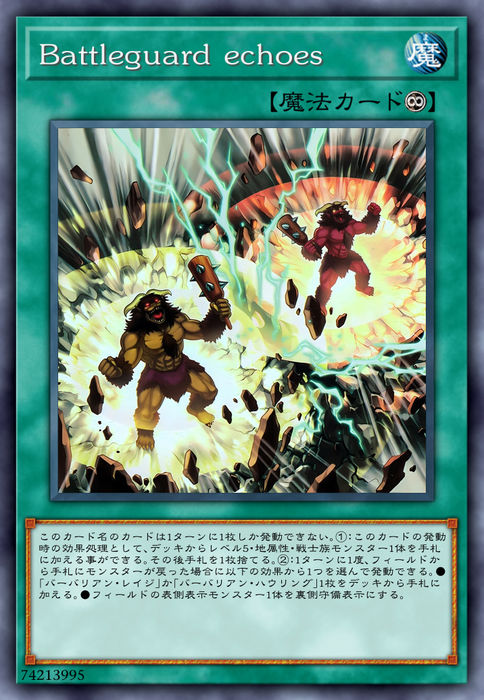 Battleguard echoes
魔
【魔法カード】
このカード名のカードは1ターンに1枚しか発動できない。①:このカードの発動
時の効果処理として、デッキからレベル5・地属性・戦士族モンスター1体を手札
に加える事ができる。その後手札を1枚捨てる。②:1ターンに1度、フィールドか
ら手札にモンスターが戻った場合に以下の効果から1つを選んで発動できる。●
「バーバリアン・レイジ」か「バーバリアン・ハウリング」1枚をデッキから手札に
加える。●フィールドの表側表示モンスター1体を裏側守備表示にする。
74213995